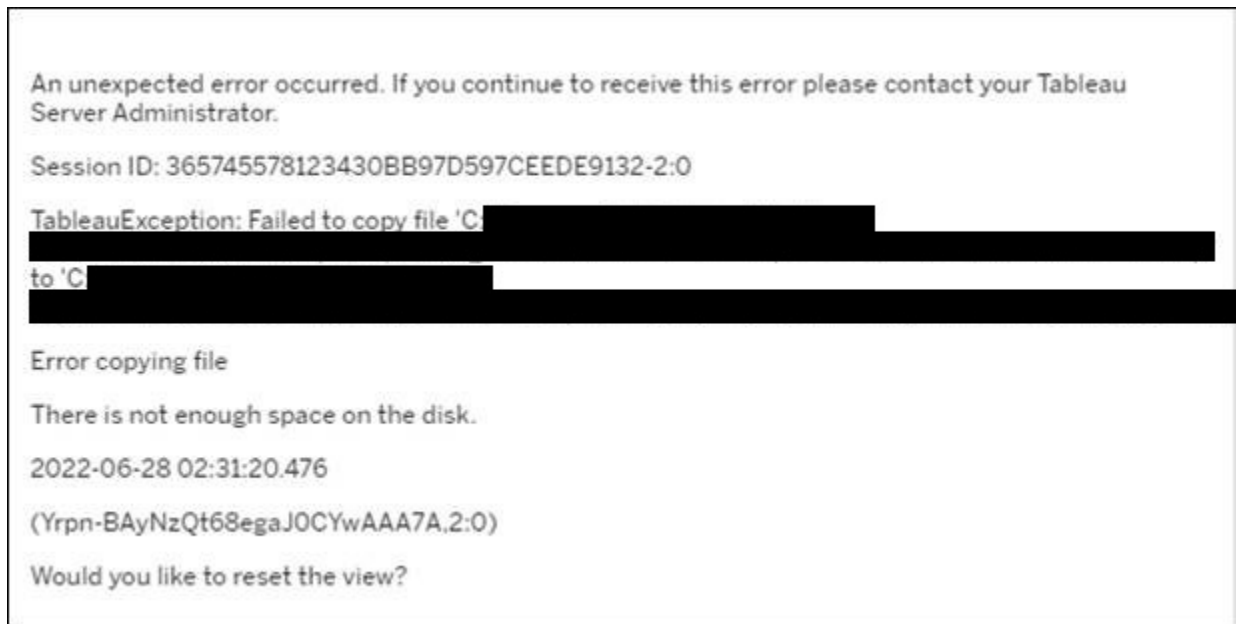 An unexpected error occurred. If you continue to receive this error please contact your Tableau
Server Administrator.
Session ID: 365745578123430BB97D597CEEDE9132-2:0
TableauException: Failed to copy file 'C:
to 'C:
Error copying file
There is not enough space on the disk.
2022-06-28 02:31:20.476
(Yrpn-BAyNzQt68egaJ0CYwAAA7A,2:0)
Would you like to reset the view?